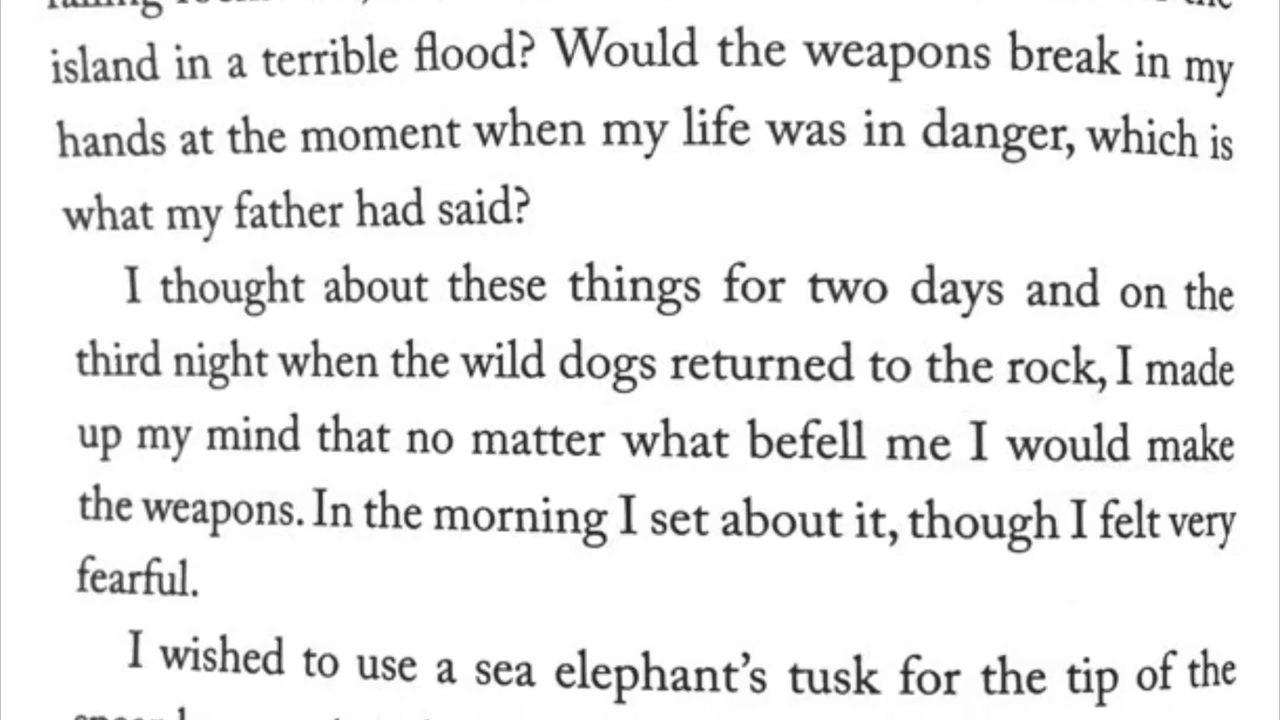 island in a terrible flood? Would the weapons break in my
hands at the moment when my life was in danger, which is
what my father had said?
I thought about these things for two days and on the
third night when the wild dogs returned to the rock, I made
up my mind that no matter what befell me I would make
the weapons. In the morning I set about it, though I felt very
fearful.
I wished to use a sea elephant's tusk for the tip of the